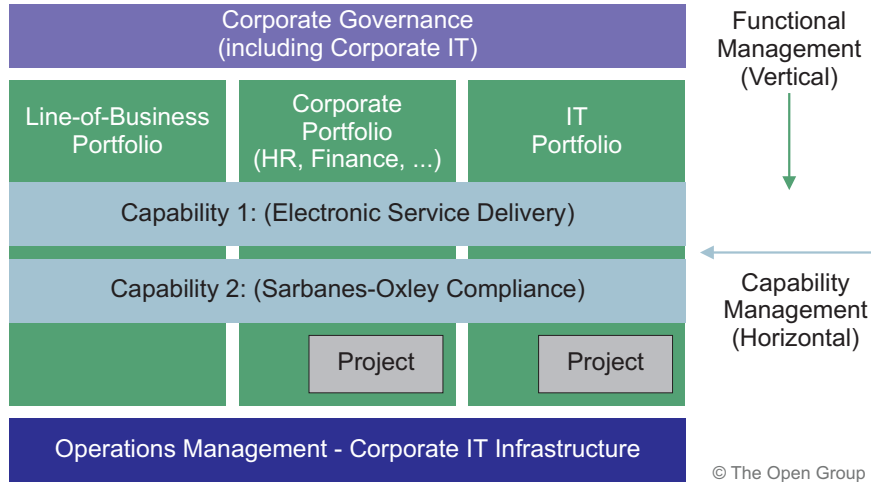 Corporate Governance
(including Corporate IT)
Functional
Management
(Vertical)
Line-of-Business
Portfolio
Corporate
Portfolio
(HR, Finance, ...)
IT
Portfolio
Capability 1: (Electronic Service Delivery)
Capability 2: (Sarbanes-Oxley Compliance)
Capability
Management
(Horizontal)
Project
Project
Operations Management - Corporate IT Infrastructure
© The Open Group